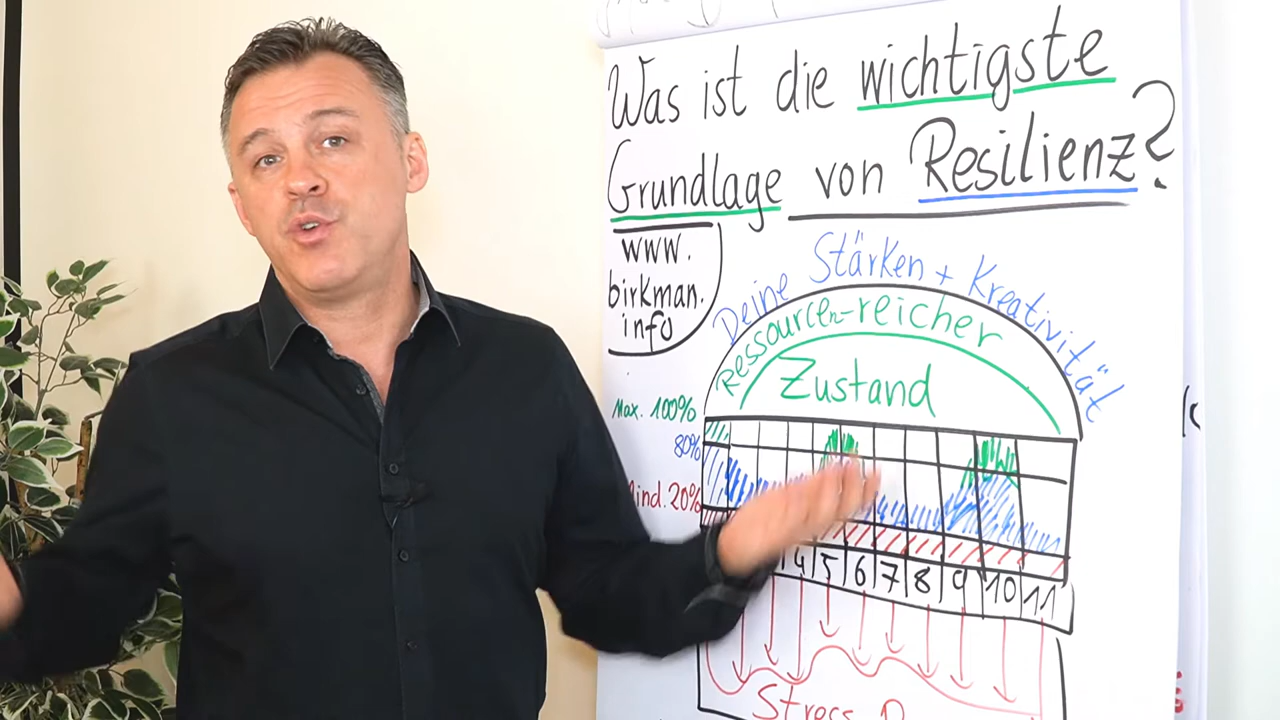 Was ist die wichtigste
Grundlage von Resilienz?
www.
birkman.
info
Deine Stärken + Kreativität
Ressourcen-reicher
Zustand
Max. 100%
80%
Mind. 20%
4 5 6 7 8 9 10 11
Stress